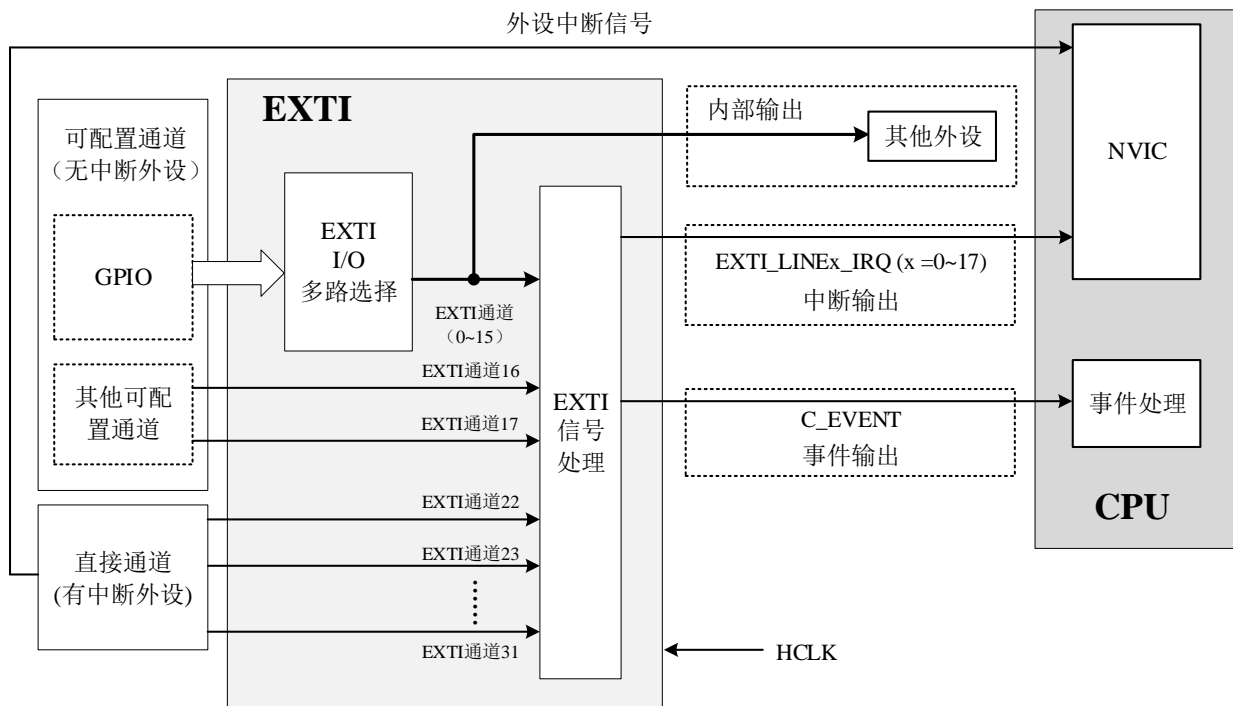 外设中断信号
EXTI
可配置通道
（无中断外设）
GPIO
其他可配
置通道
直接通道
(有中断外设)
EXTI
I/O
多路选择
EXTI通道
（0~15）
EXTI通道16
EXTI通道17
EXTI通道22
EXTI通道23
EXTI通道31
EXTI
信号
处理
内部输出
其他外设
EXTI_LINEx_IRQ (x =0~17)
中断输出
C_EVENT
事件输出
HCLK
NVIC
事件处理
CPU